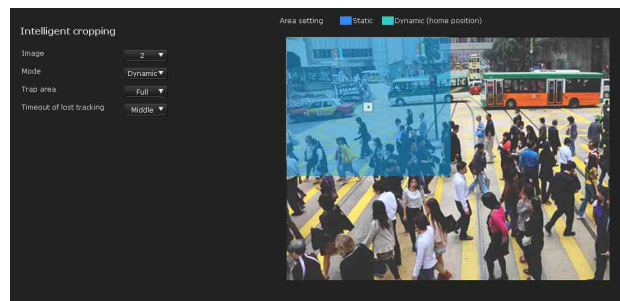 Area setting Static Dynamic (home position)
Intelligent cropping
Image 2
Mode Dynamic
Trap area Full
Timeout of lost tracking Middle